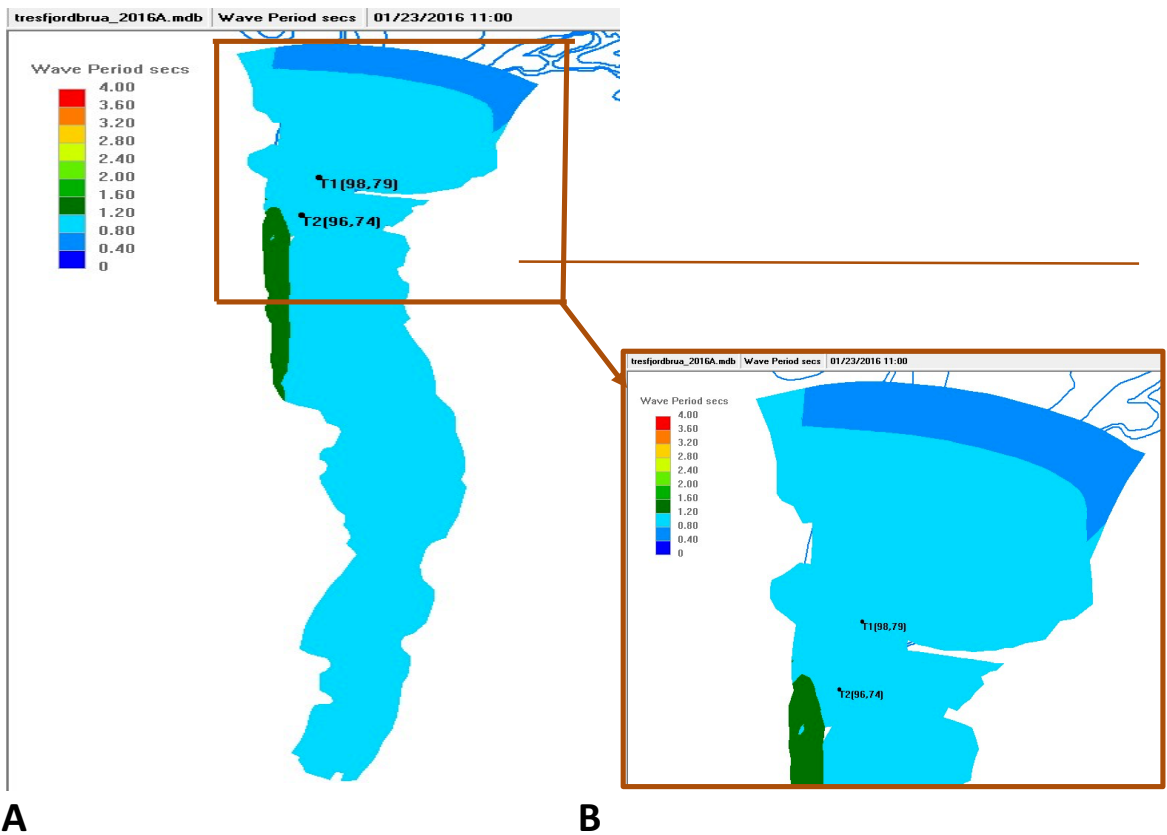 tresfjordbrua_2016A.mdb Wave Period secs 01/23/2016 11:00
Wave Period secs
4.00
3.60
3.20
2.80
2.40
2.00
1.60
1.20
0.80
0.40
0
T1(98,79)
T2(96,74)
tresfjordbrua_2016A.mdb Wave Period secs 01/23/2016 11:00
Wave Period secs
4.00
3.60
3.20
2.80
2.40
2.00
1.60
1.20
0.80
0.40
0
T1(98,79)
T2(96,74)
A
B